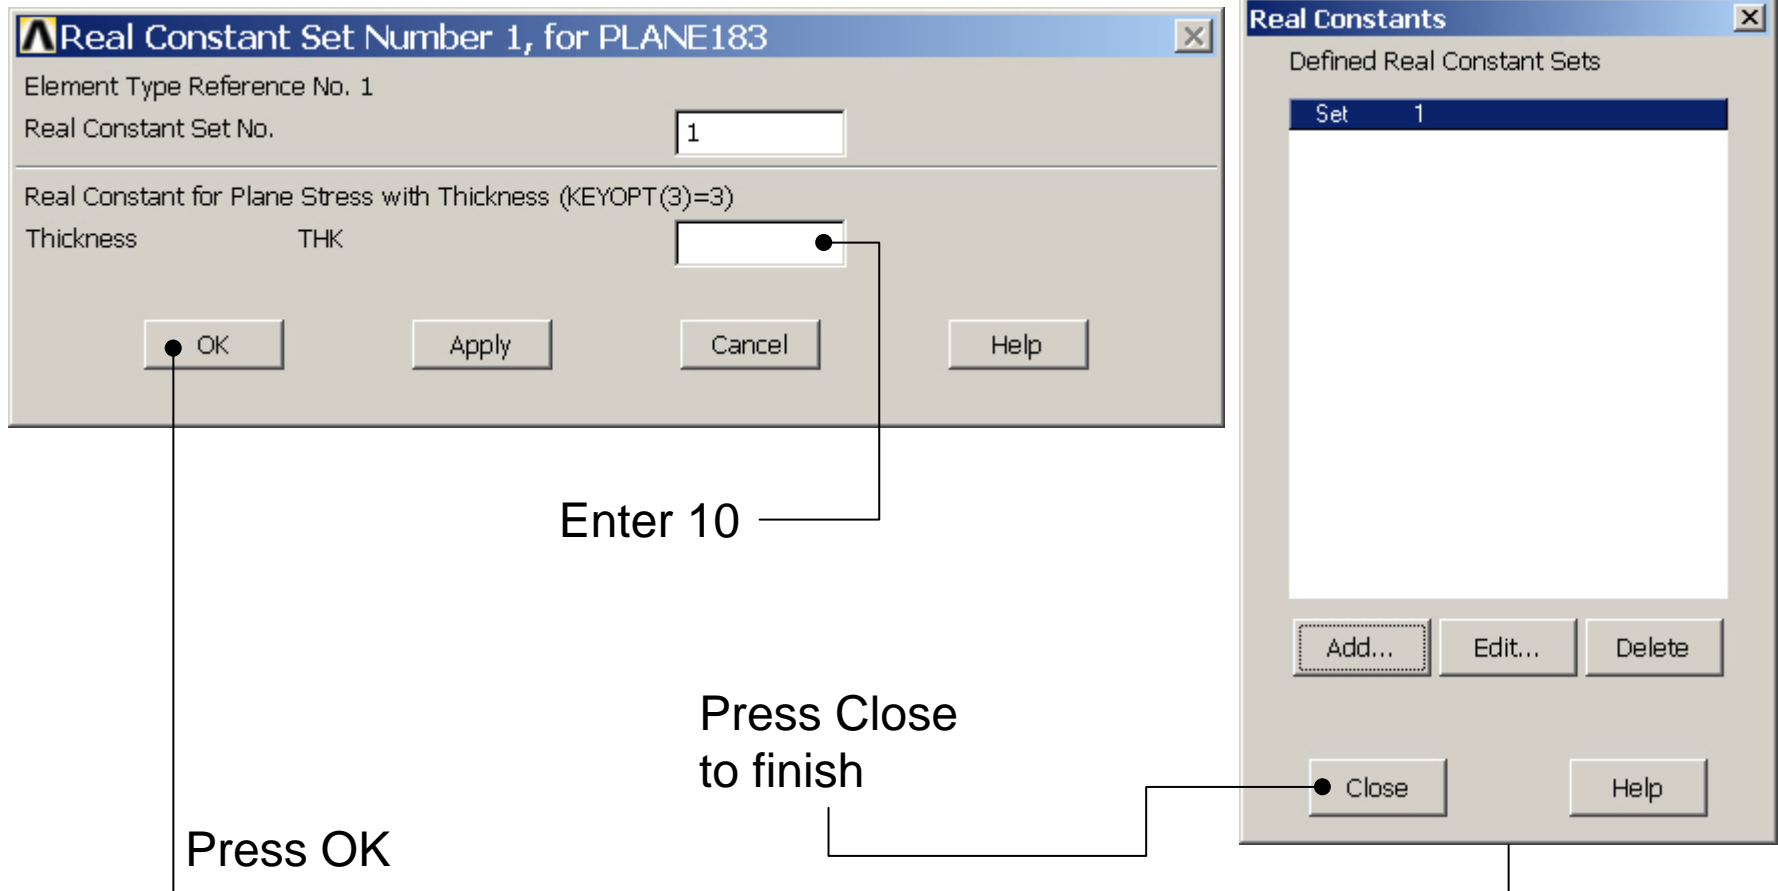 Real Constant Set Number 1, for PLANE183
Element Type Reference No. 1
Real Constant Set No. 1
Real Constant for Plane Stress with Thickness (KEYOPT(3)=3)
Thickness THK
OK Apply Cancel Help
Enter 10
Press OK
Press Close
to finish
Real Constants
Defined Real Constant Sets
Set 1
Add... Edit... Delete
Close Help